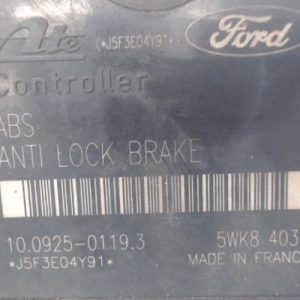 Ate (*J5F3E04Y91*) Ford
Controller
ABS
ANTI LOCK BRAKE
10.0925-0119.3 5WK8 403
*J5F3E04Y91* MADE IN FRANC